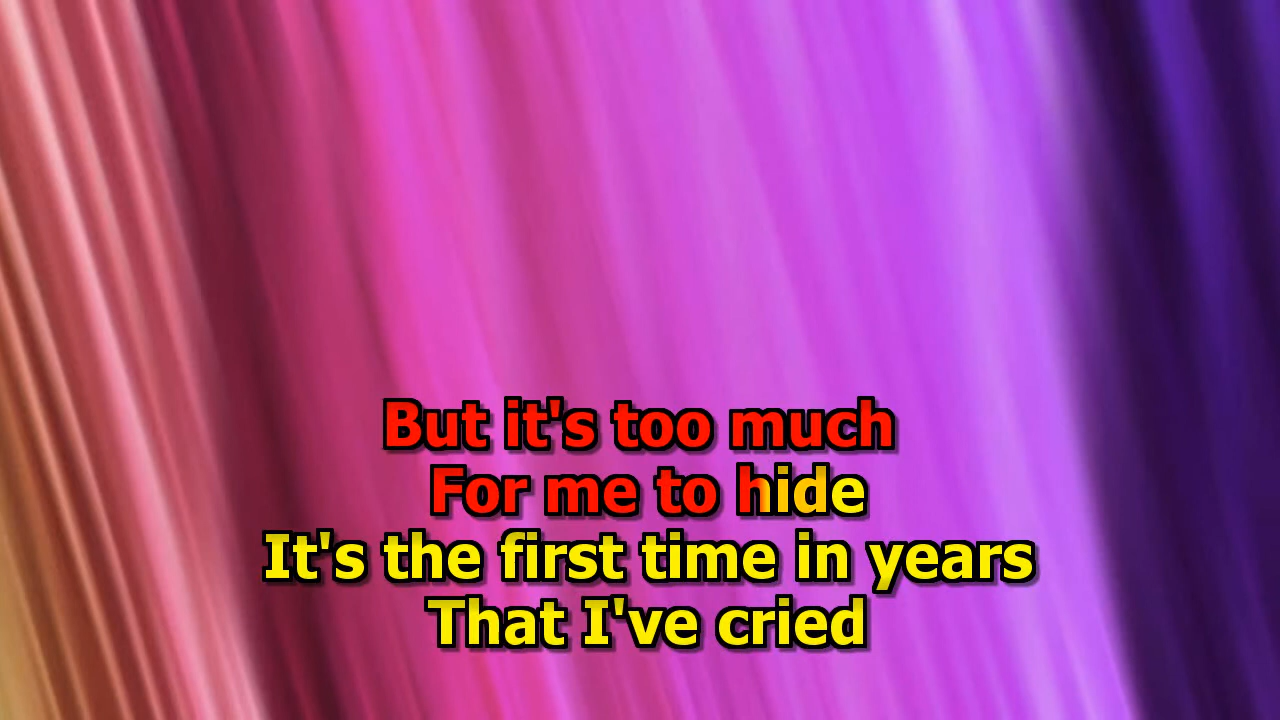 But it's too much
For me to hide
It's the first time in years
That I've cried